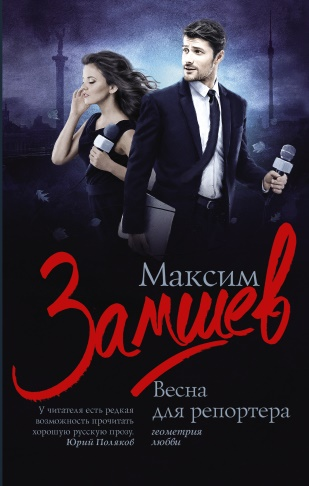 Максим
Замшев
Весна
для репортера
геометрия
любви
У читателя есть редкая
возможность прочитать
хорошую русскую прозу.
Юрий Поляков